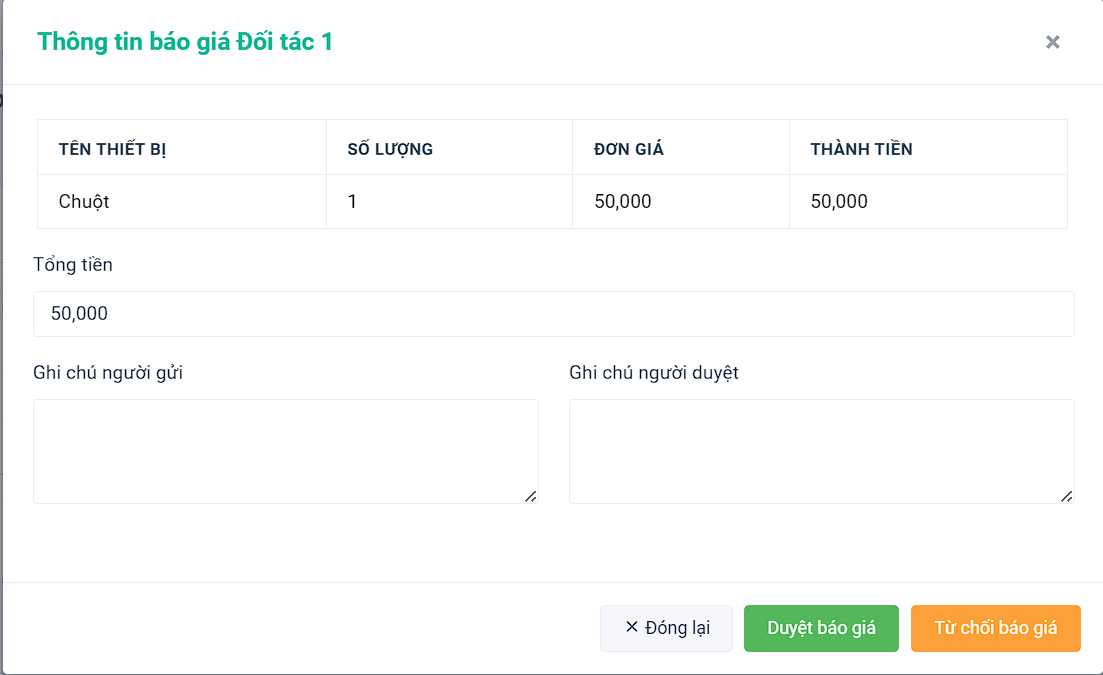 Thông tin báo giá Đối tác 1
×
TÊN THIẾT BỊ SỐ LƯỢNG ĐƠN GIÁ THÀNH TIỀN
Chuột 1 50,000 50,000
Tổng tiền
50,000
Ghi chú người gửi Ghi chú người duyệt
× Đóng lại Duyệt báo giá Từ chối báo giá